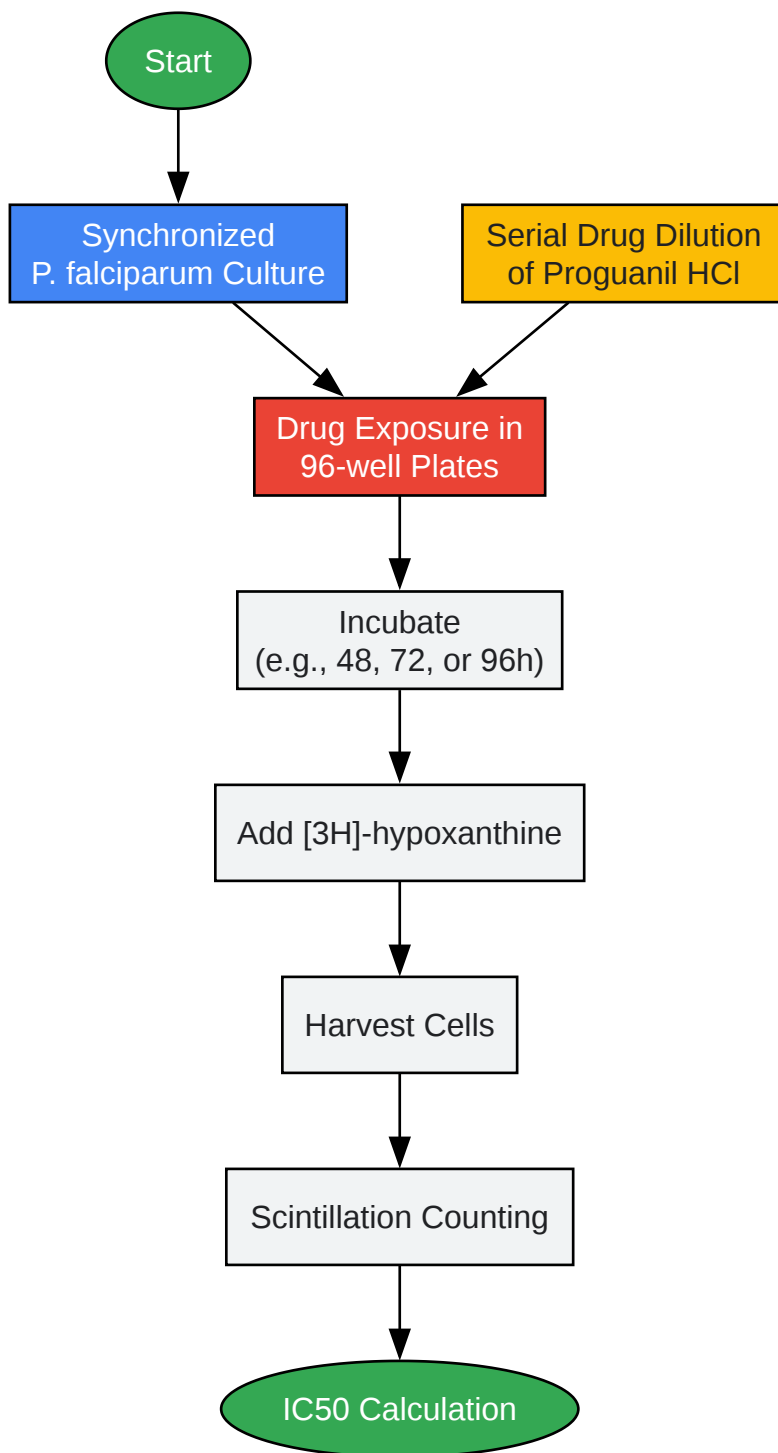 Start
Synchronized
P. falciparum Culture
Serial Drug Dilution
of Proguanil HCl
Drug Exposure in
96-well Plates
Incubate
(e.g., 48, 72, or 96h)
Add [3H]-hypoxanthine
Harvest Cells
Scintillation Counting
IC50 Calculation